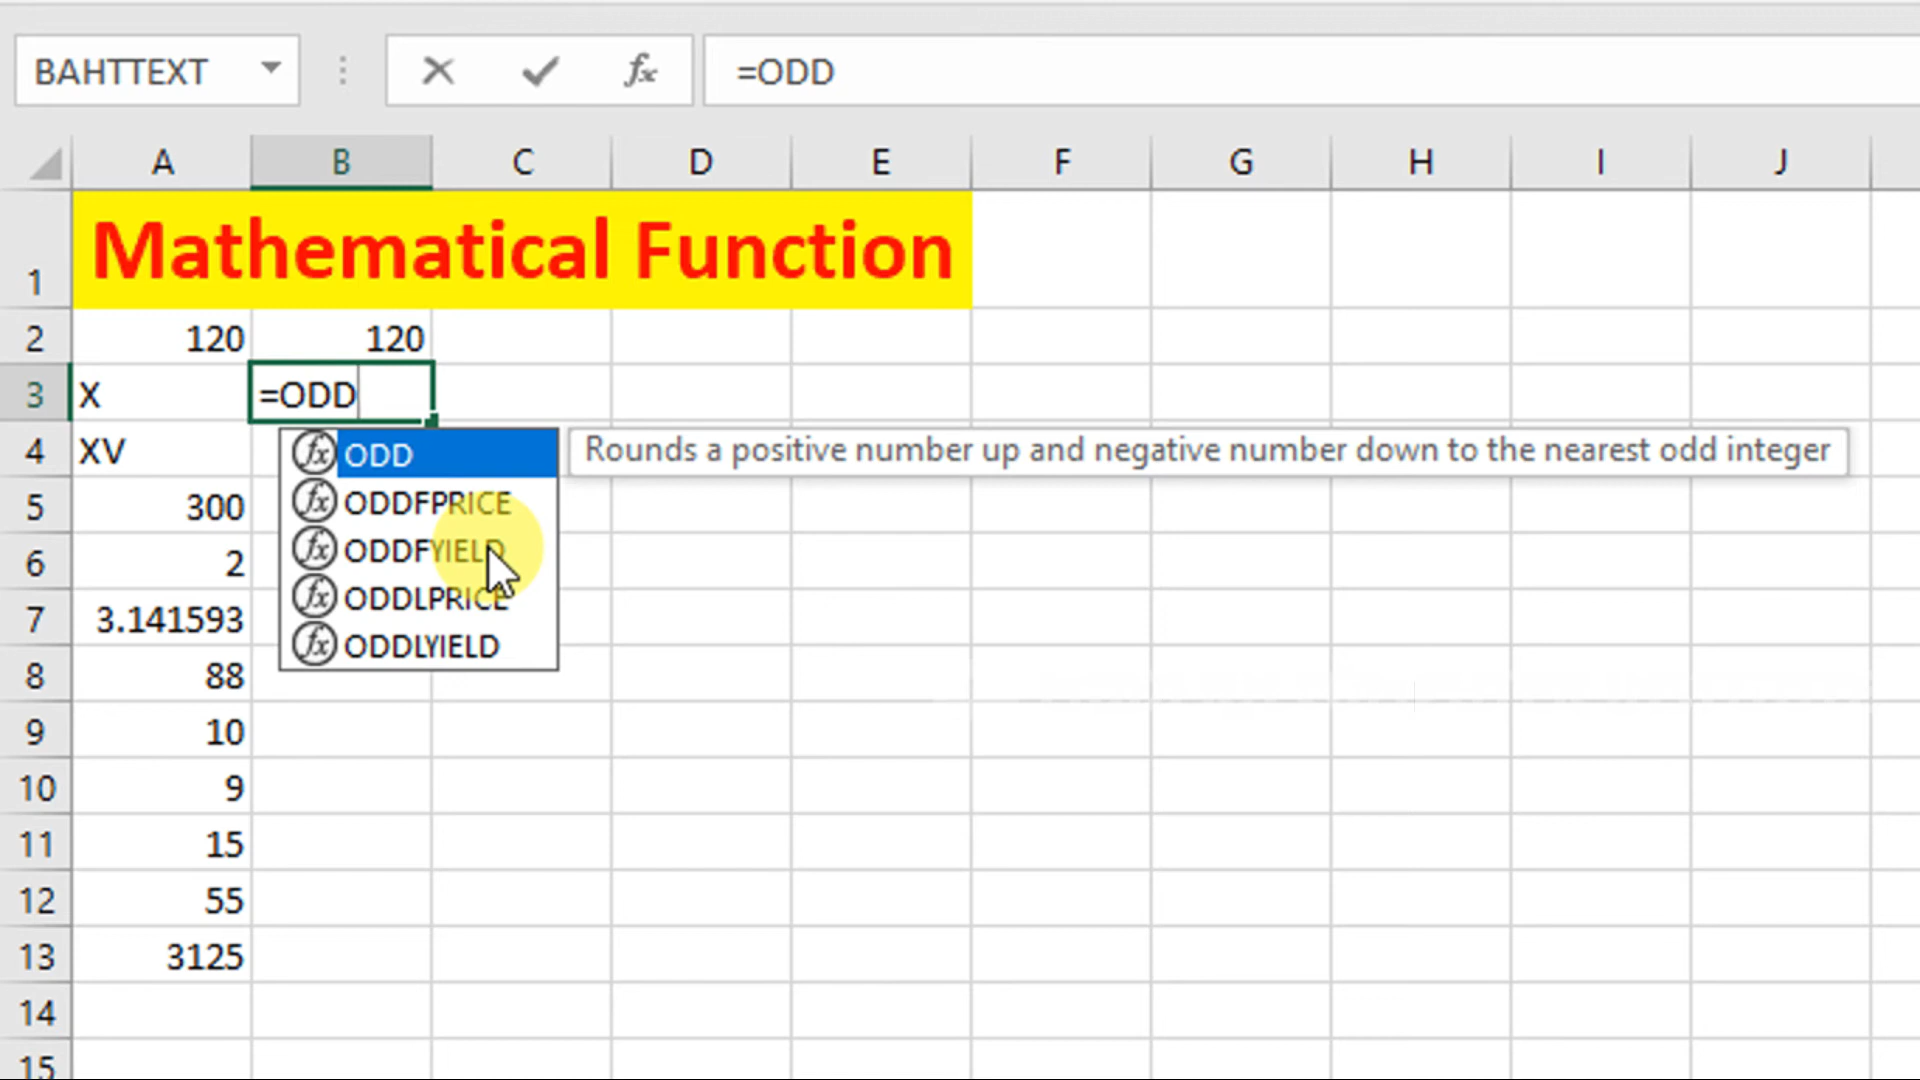 BAHTTEXT fx =ODD
A B C D E F G H I J
1 Mathematical Function
2 120 120
3 X =ODD
4 XV ODD Rounds a positive number up and negative number down to the nearest odd integer
5 300 ODDFPRICE
6 2 ODDFYIELD
ODDLPRICE
7 3.141593 ODDLYIELD
8 88
9 10
10 9
11 15
12 55
13 3125
14
15